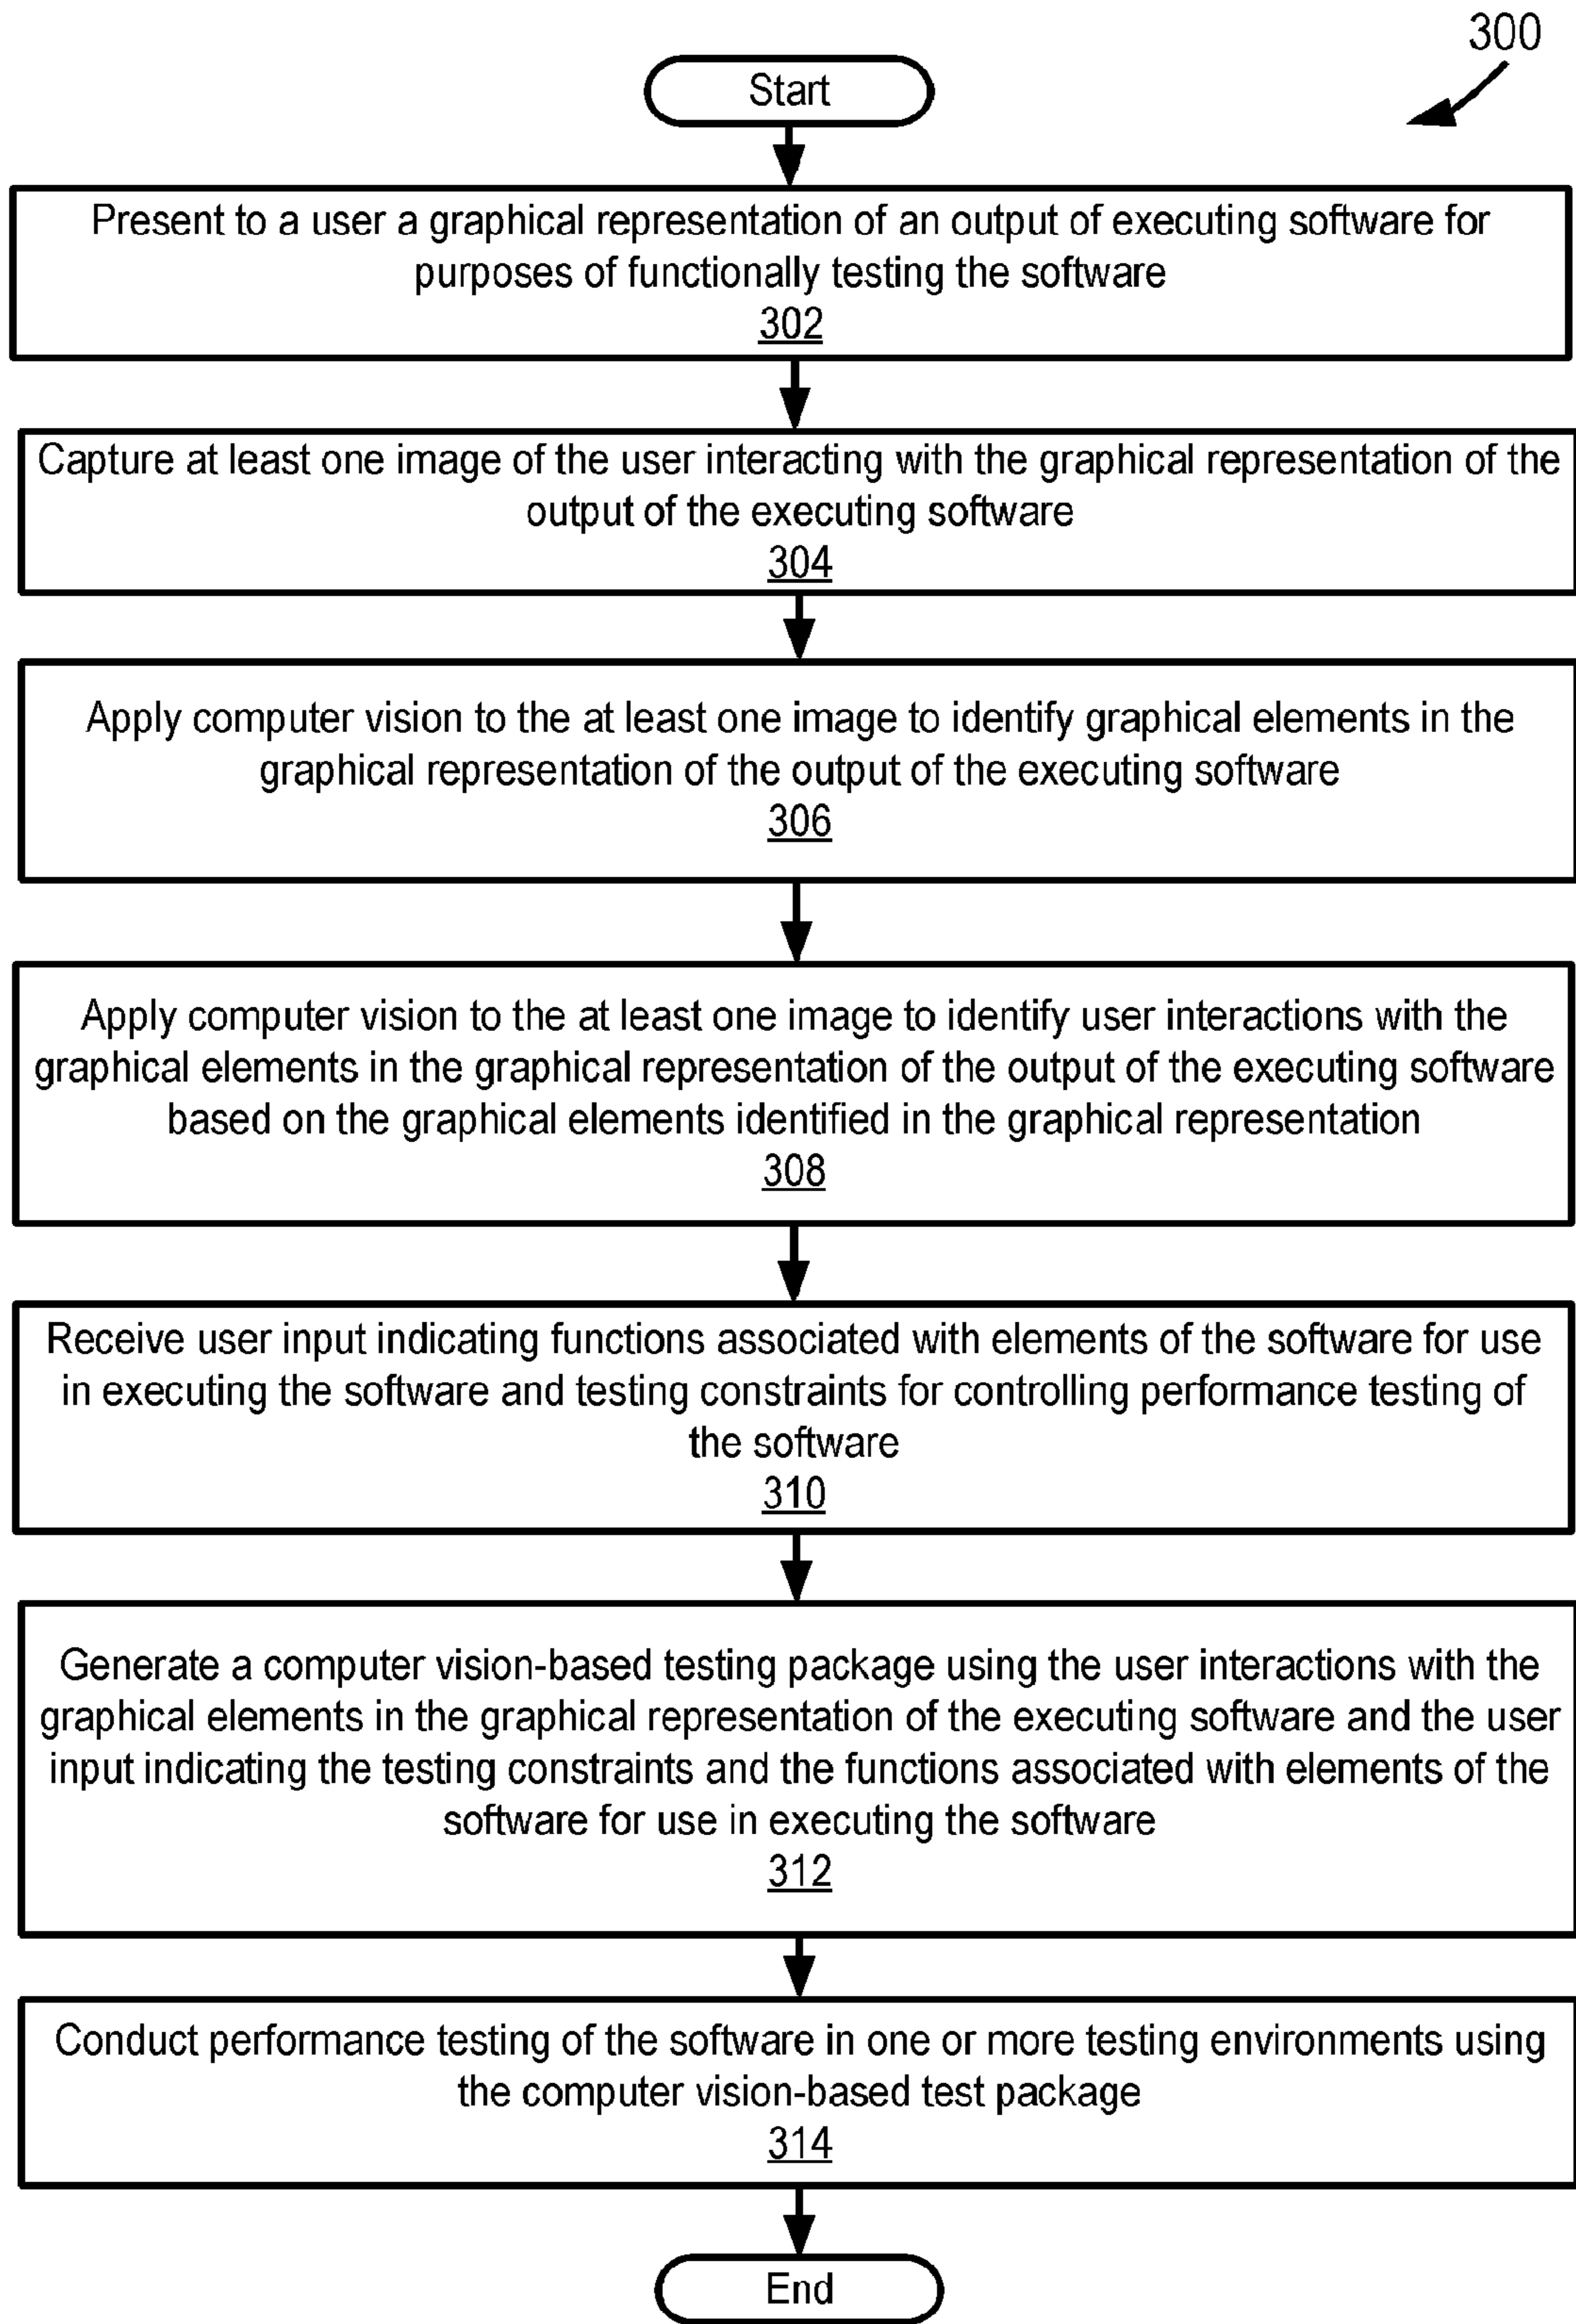 300
Start
Present to a user a graphical representation of an output of executing software for
purposes of functionally testing the software
302
Capture at least one image of the user interacting with the graphical representation of the
output of the executing software
304
Apply computer vision to the at least one image to identify graphical elements in the
graphical representation of the output of the executing software
306
Apply computer vision to the at least one image to identify user interactions with the
graphical elements in the graphical representation of the output of the executing software
based on the graphical elements identified in the graphical representation
308
Receive user input indicating functions associated with elements of the software for use
in executing the software and testing constraints for controlling performance testing of
the software
310
Generate a computer vision-based testing package using the user interactions with the
graphical elements in the graphical representation of the executing software and the user
input indicating the testing constraints and the functions associated with elements of the
software for use in executing the software
312
Conduct performance testing of the software in one or more testing environments using
the computer vision-based test package
314
End